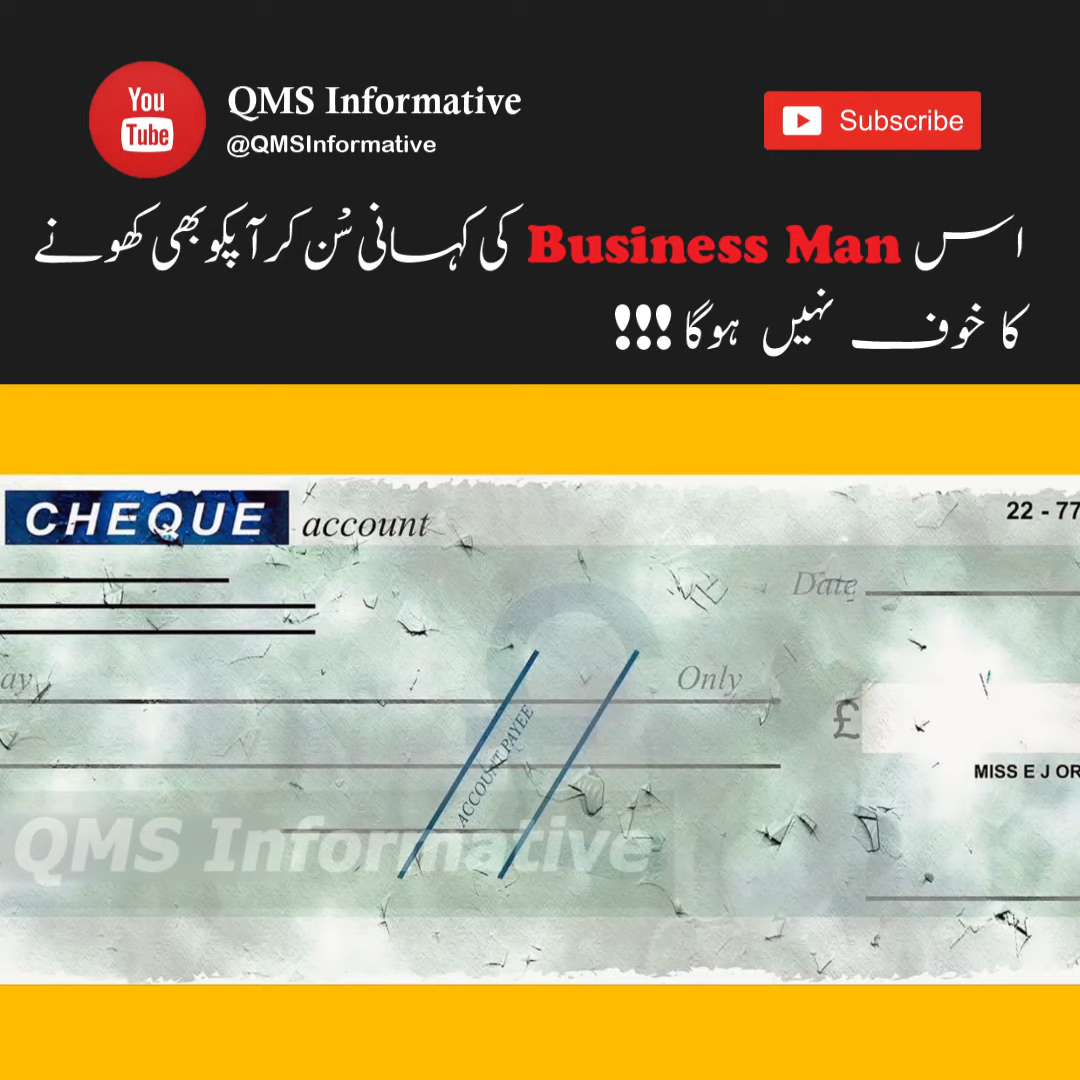 You
Tube
QMS Informative
@QMSInformative
Subscribe
اس Business Man کی کہانی سُن کر آپکو بھی کھونے
کا خوف نہیں ہوگا !!!
CHEQUE account
22 - 77
Date
ay
Only
£
ACCOUNT PAYEE
MISS E J OR
QMS Informative